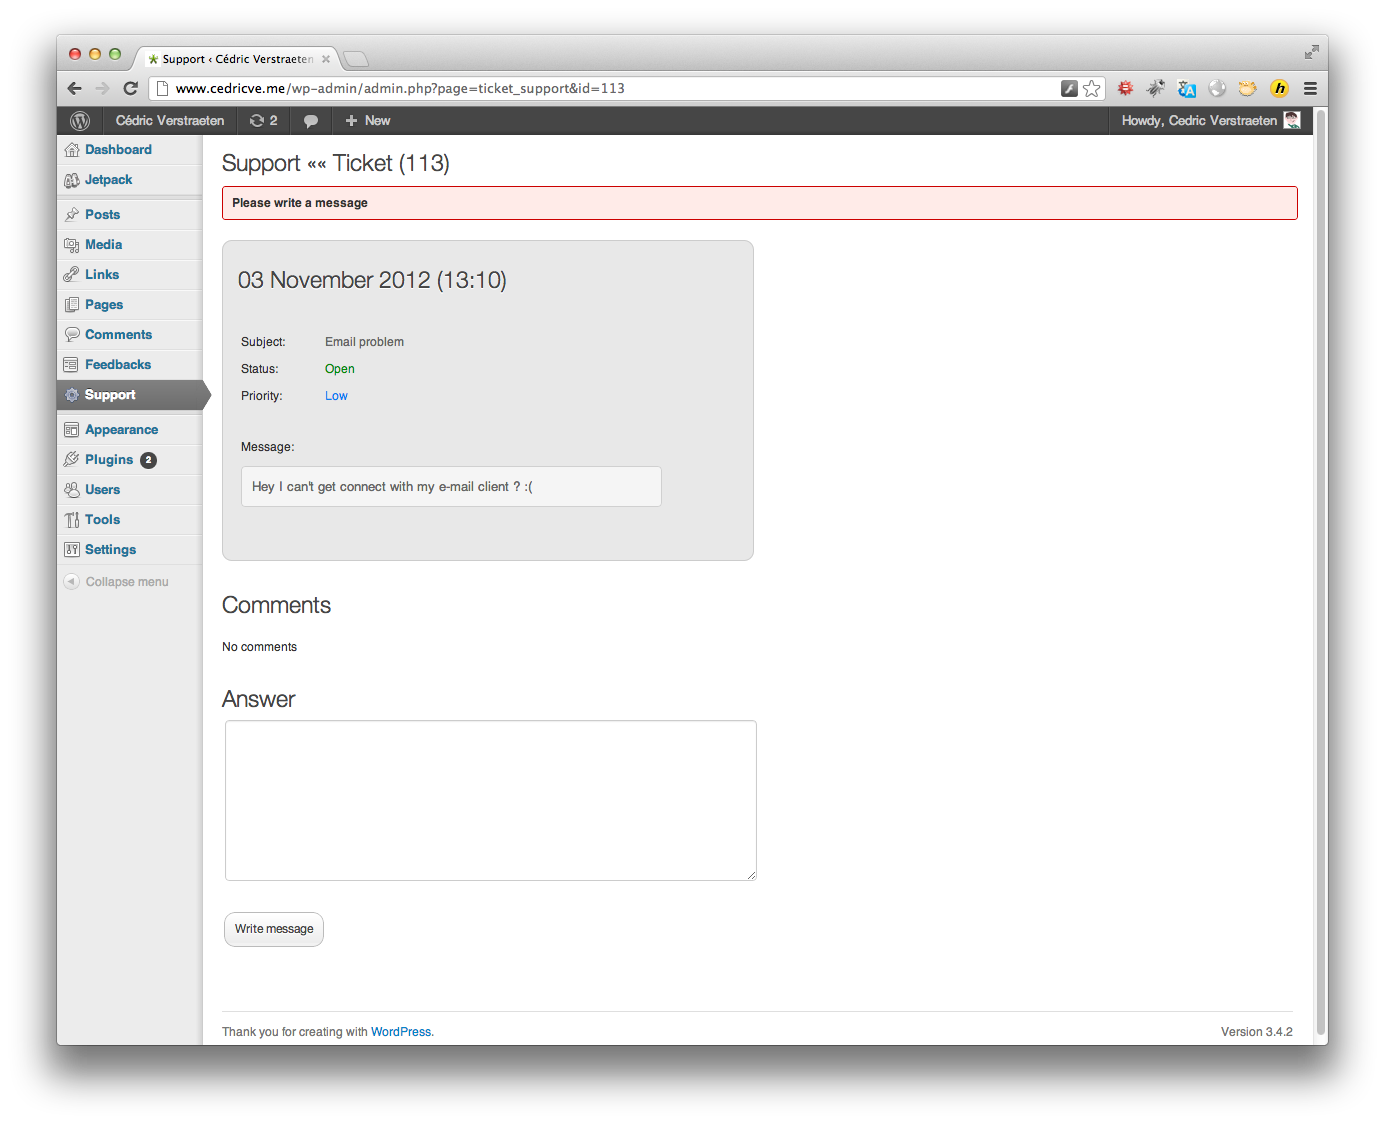 Support ‹ Cédric Verstraeten
www.cedricve.me/wp-admin/admin.php?page=ticket_support&id=113
Cédric Verstraeten 2 + New Howdy, Cedric Verstraeten
Dashboard
Jetpack
Posts
Media
Links
Pages
Comments
Feedbacks
Support
Appearance
Plugins 2
Users
Tools
Settings
Collapse menu
Support «« Ticket (113)
Please write a message
03 November 2012 (13:10)
Subject: Email problem
Status: Open
Priority: Low
Message:
Hey I can't get connect with my e-mail client ? :(
Comments
No comments
Answer
Write message
Thank you for creating with WordPress. Version 3.4.2